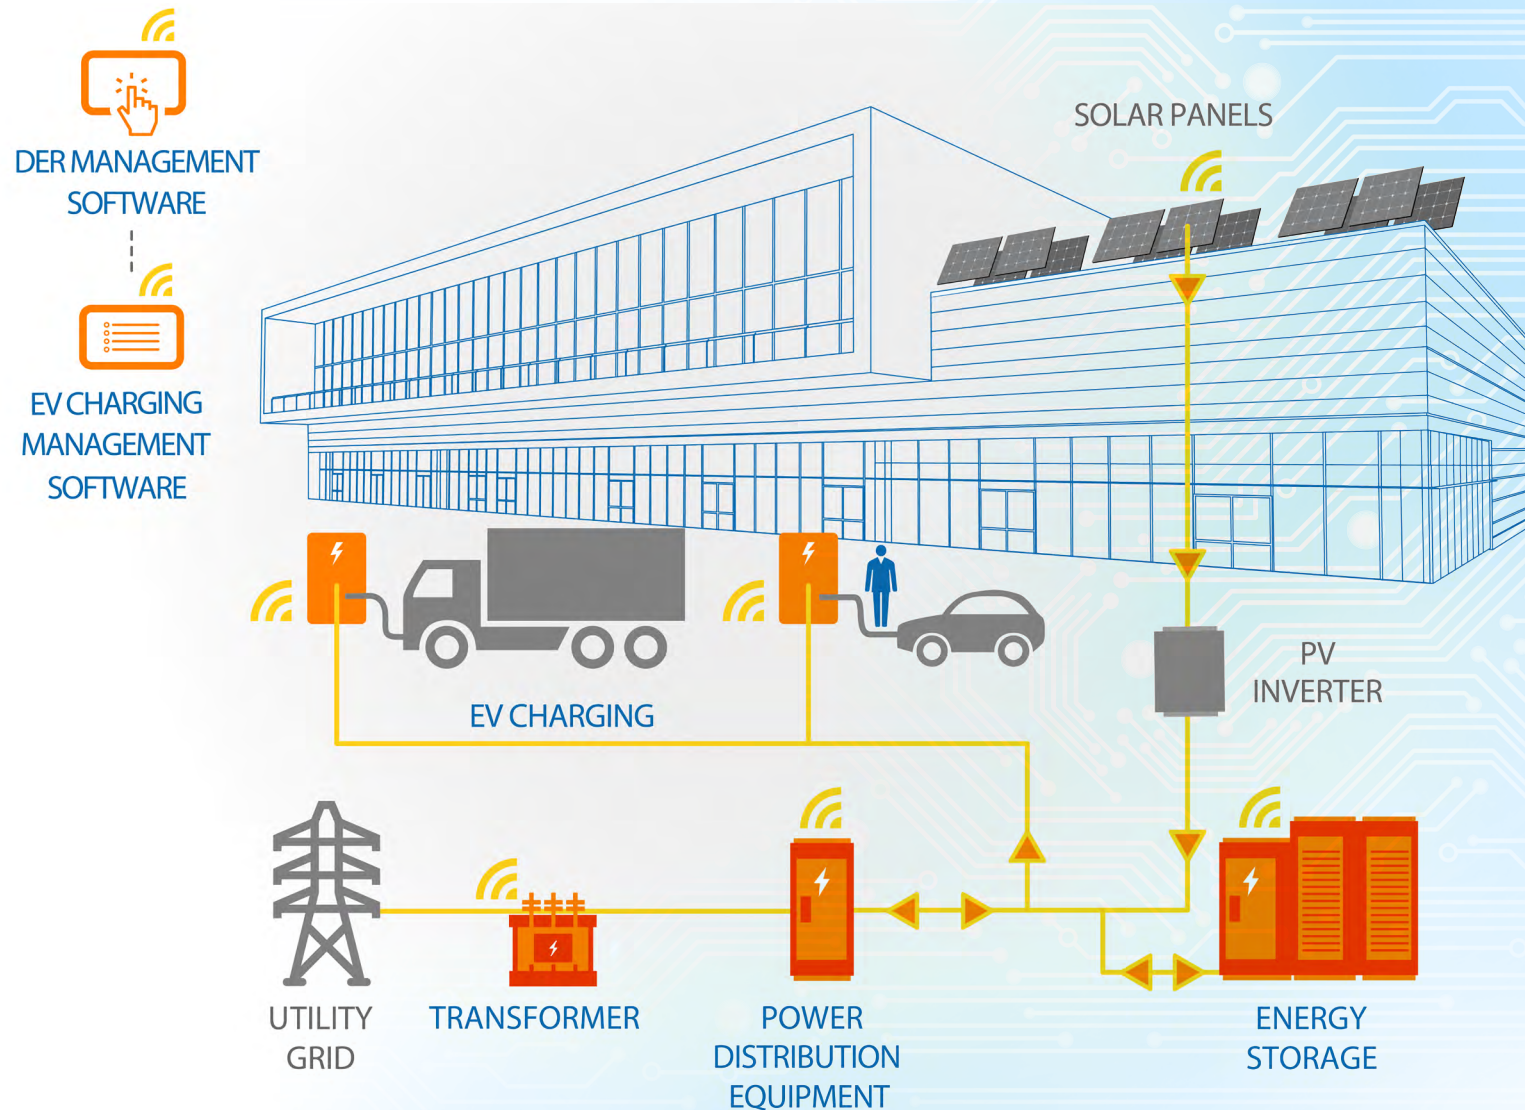 DER MANAGEMENT
SOFTWARE
EV CHARGING
MANAGEMENT
SOFTWARE
SOLAR PANELS
PV
INVERTER
EV CHARGING
UTILITY
GRID
TRANSFORMER
POWER
DISTRIBUTION
EQUIPMENT
ENERGY
STORAGE